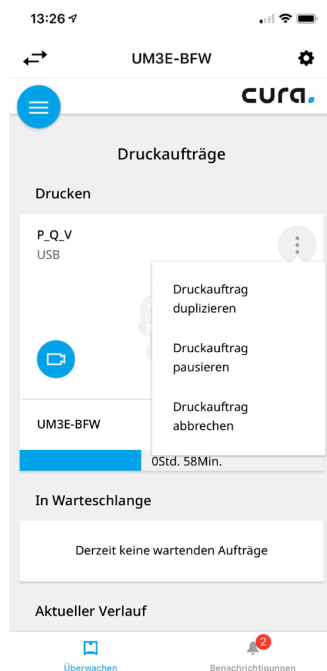 13:26
UM3E-BFW
cura.
Druckaufträge
Drucken
P_Q_V
USB
Druckauftrag
duplizieren
Druckauftrag
pausieren
Druckauftrag
abbrechen
UM3E-BFW
0Std. 58Min.
In Warteschlange
Derzeit keine wartenden Aufträge
Aktueller Verlauf
2
Überwachen
Benachrichtigungen